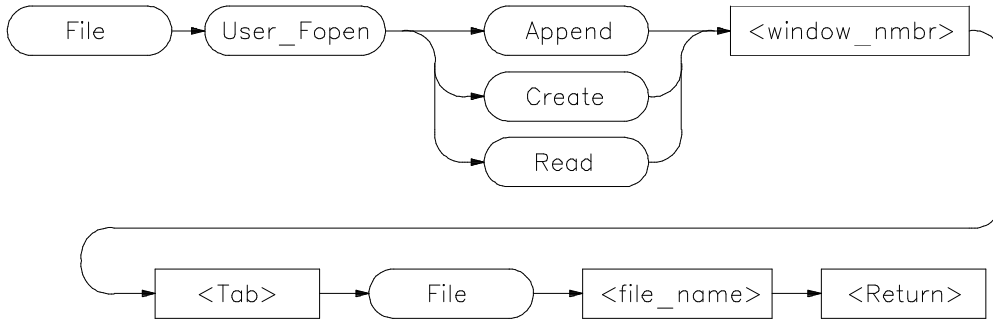 File User_Fopen Append <window_nmbr>
Create
Read
<Tab> File <file_name> <Return>